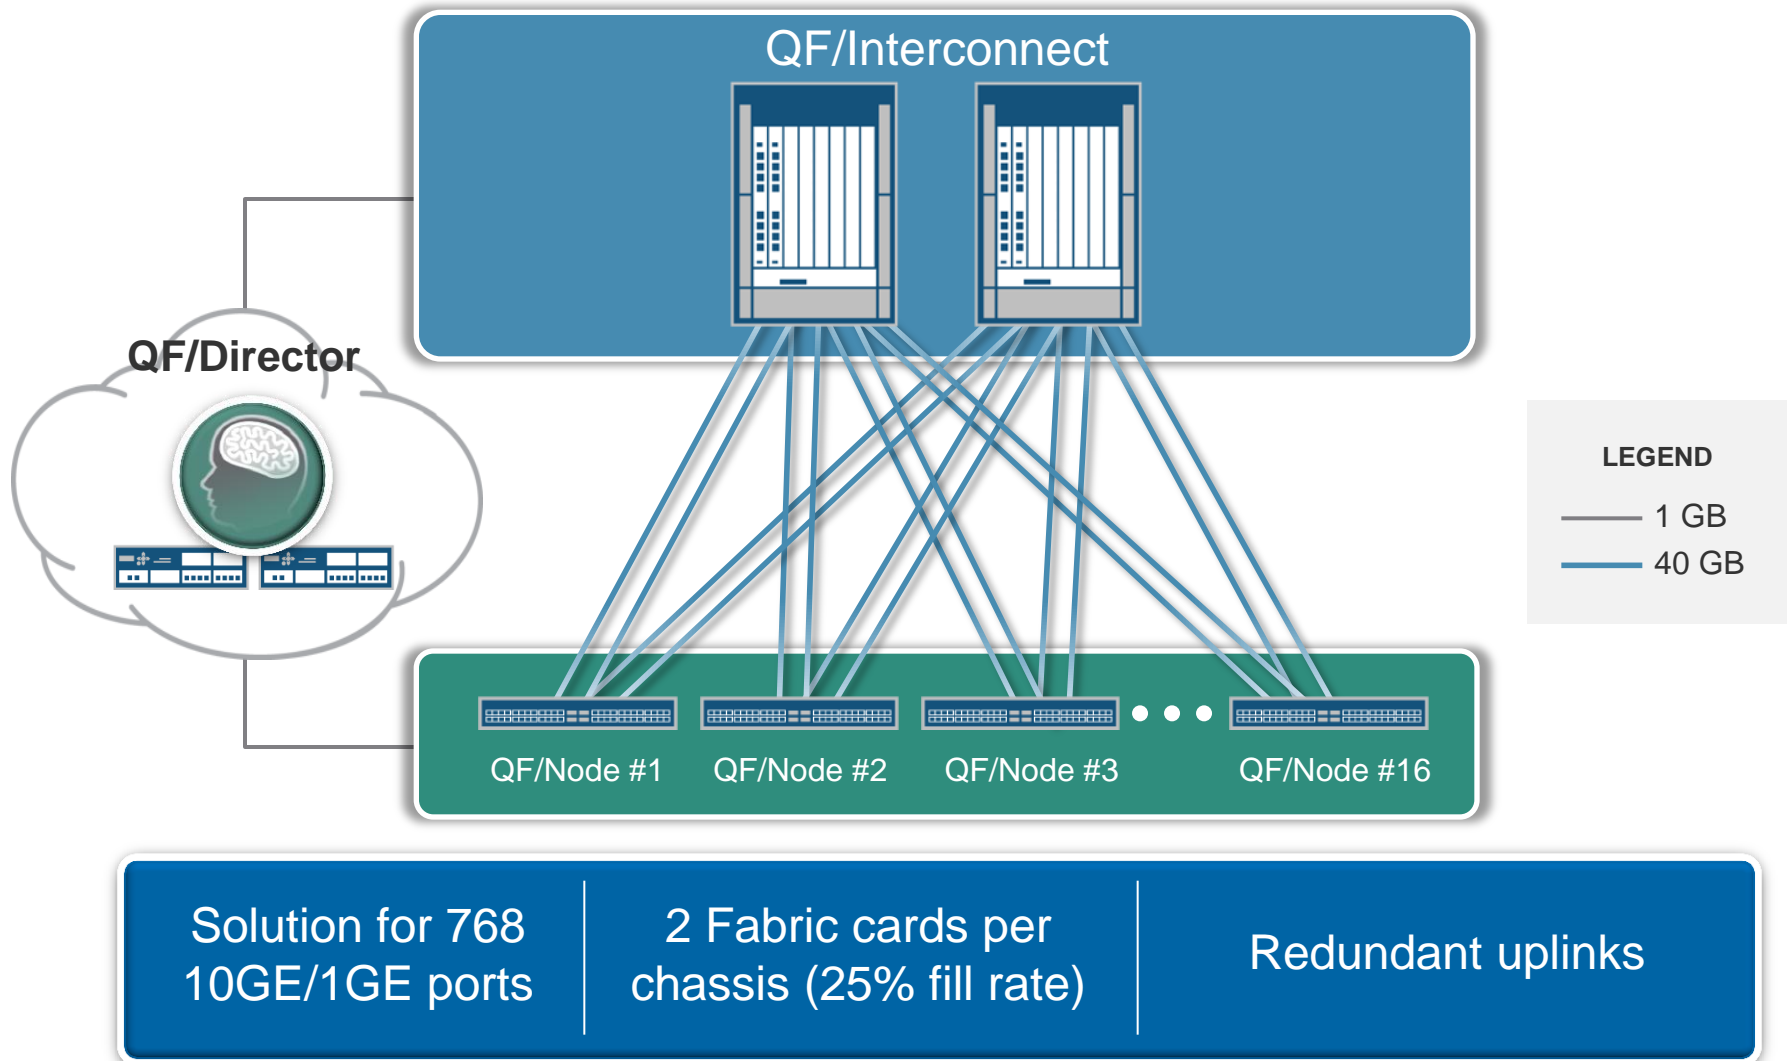 QF/Interconnect
QF/Director
LEGEND
1 GB
40 GB
QF/Node #1
QF/Node #2
QF/Node #3
QF/Node #16
Solution for 768
10GE/1GE ports
2 Fabric cards per
chassis (25% fill rate)
Redundant uplinks